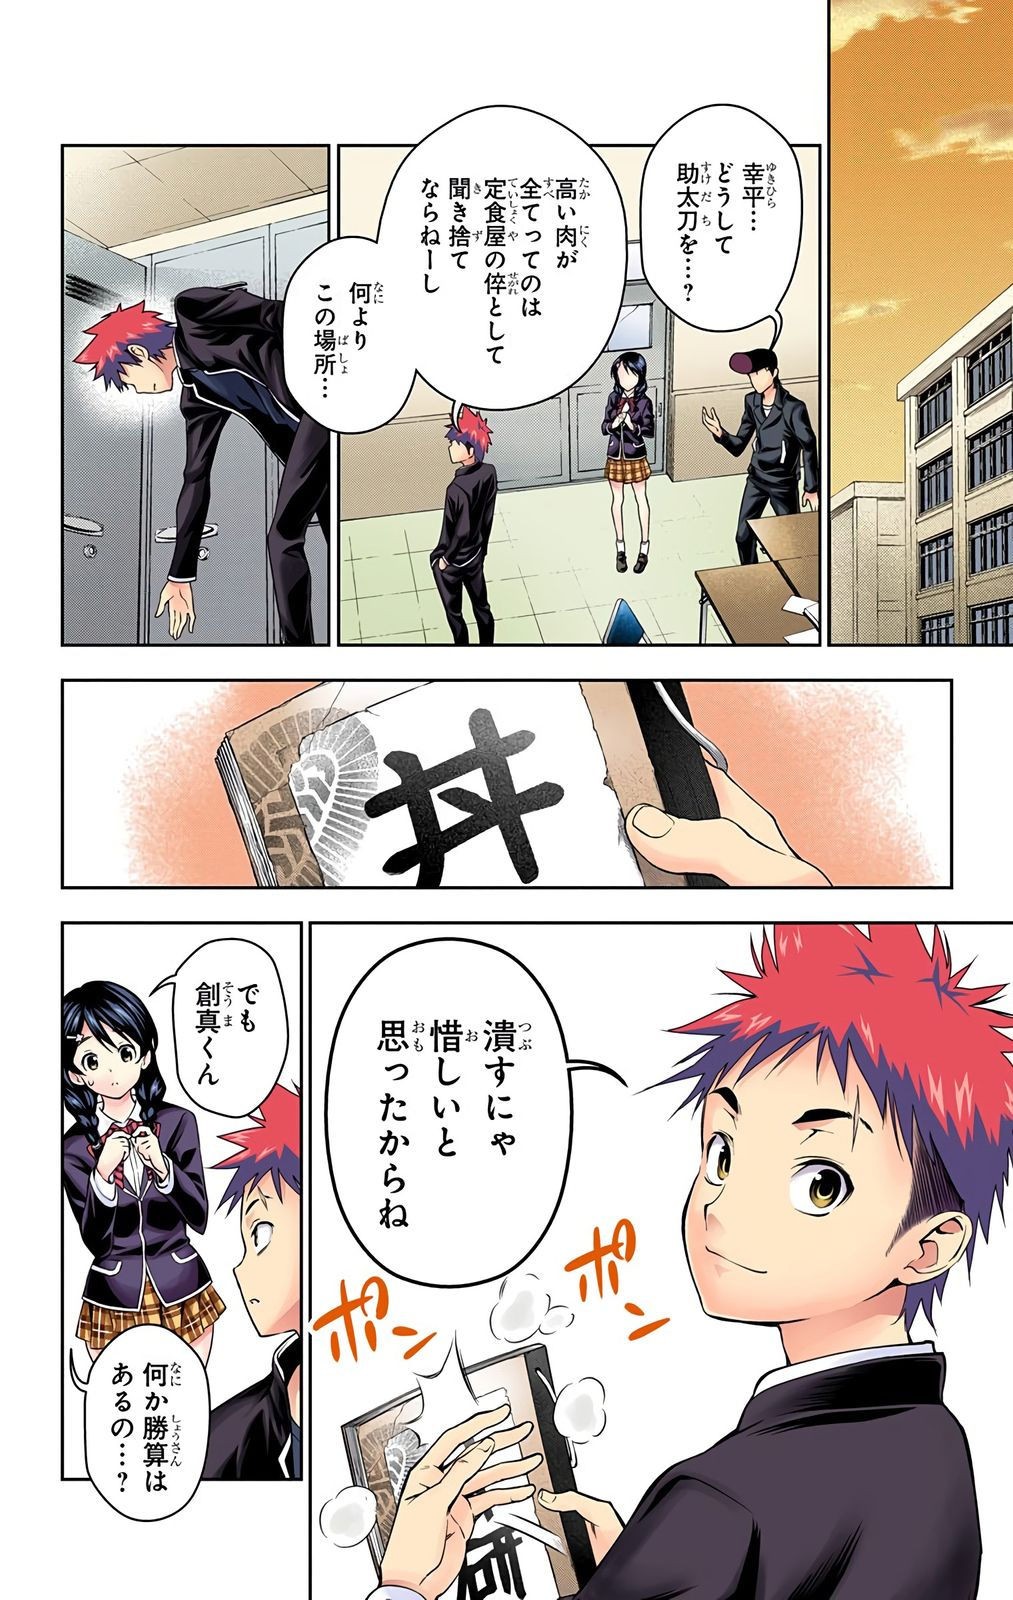 幸平…
どうして
助太刀を…?
高い肉が
全てってのは
定食屋の倅として
聞き捨て
ならねーし
何より
この場所…
丼
潰すにゃ
惜しいと
思ったからね
ポン
ポン
研
でも
創真くん
何か勝算は
あるの…?